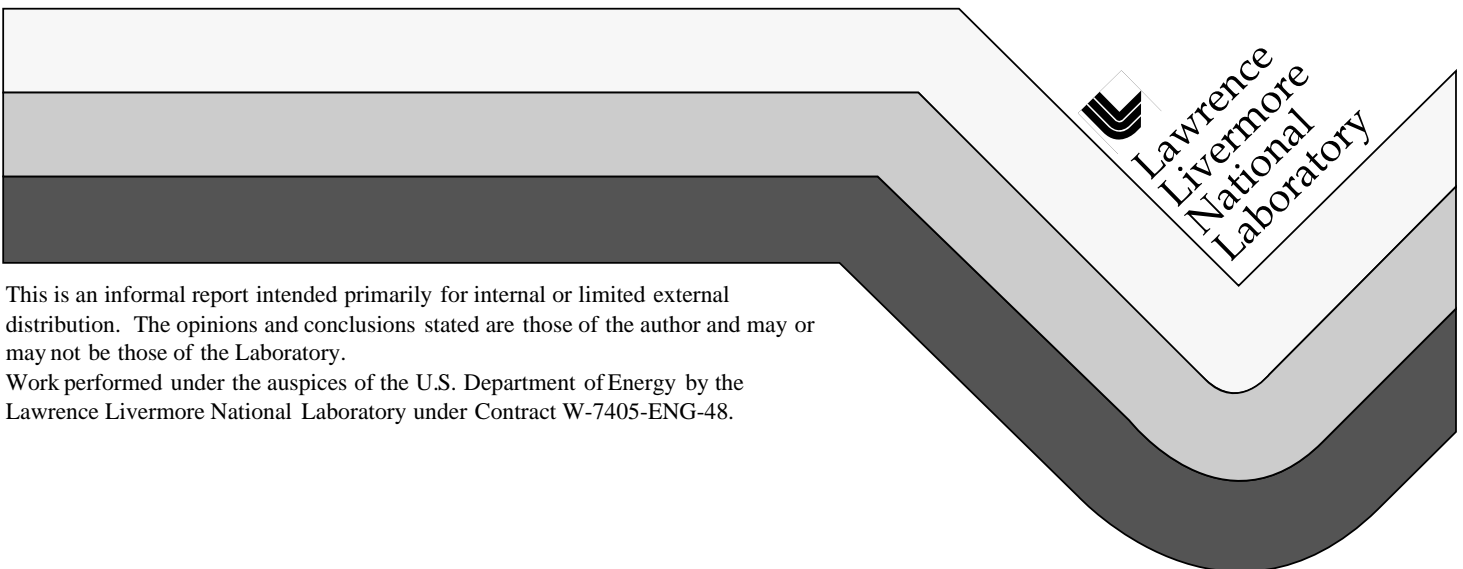 Lawrence
Livermore
National
Laboratory
This is an informal report intended primarily for internal or limited external
distribution. The opinions and conclusions stated are those of the author and may or
may not be those of the Laboratory.
Work performed under the auspices of the U.S. Department of Energy by the
Lawrence Livermore National Laboratory under Contract W-7405-ENG-48.